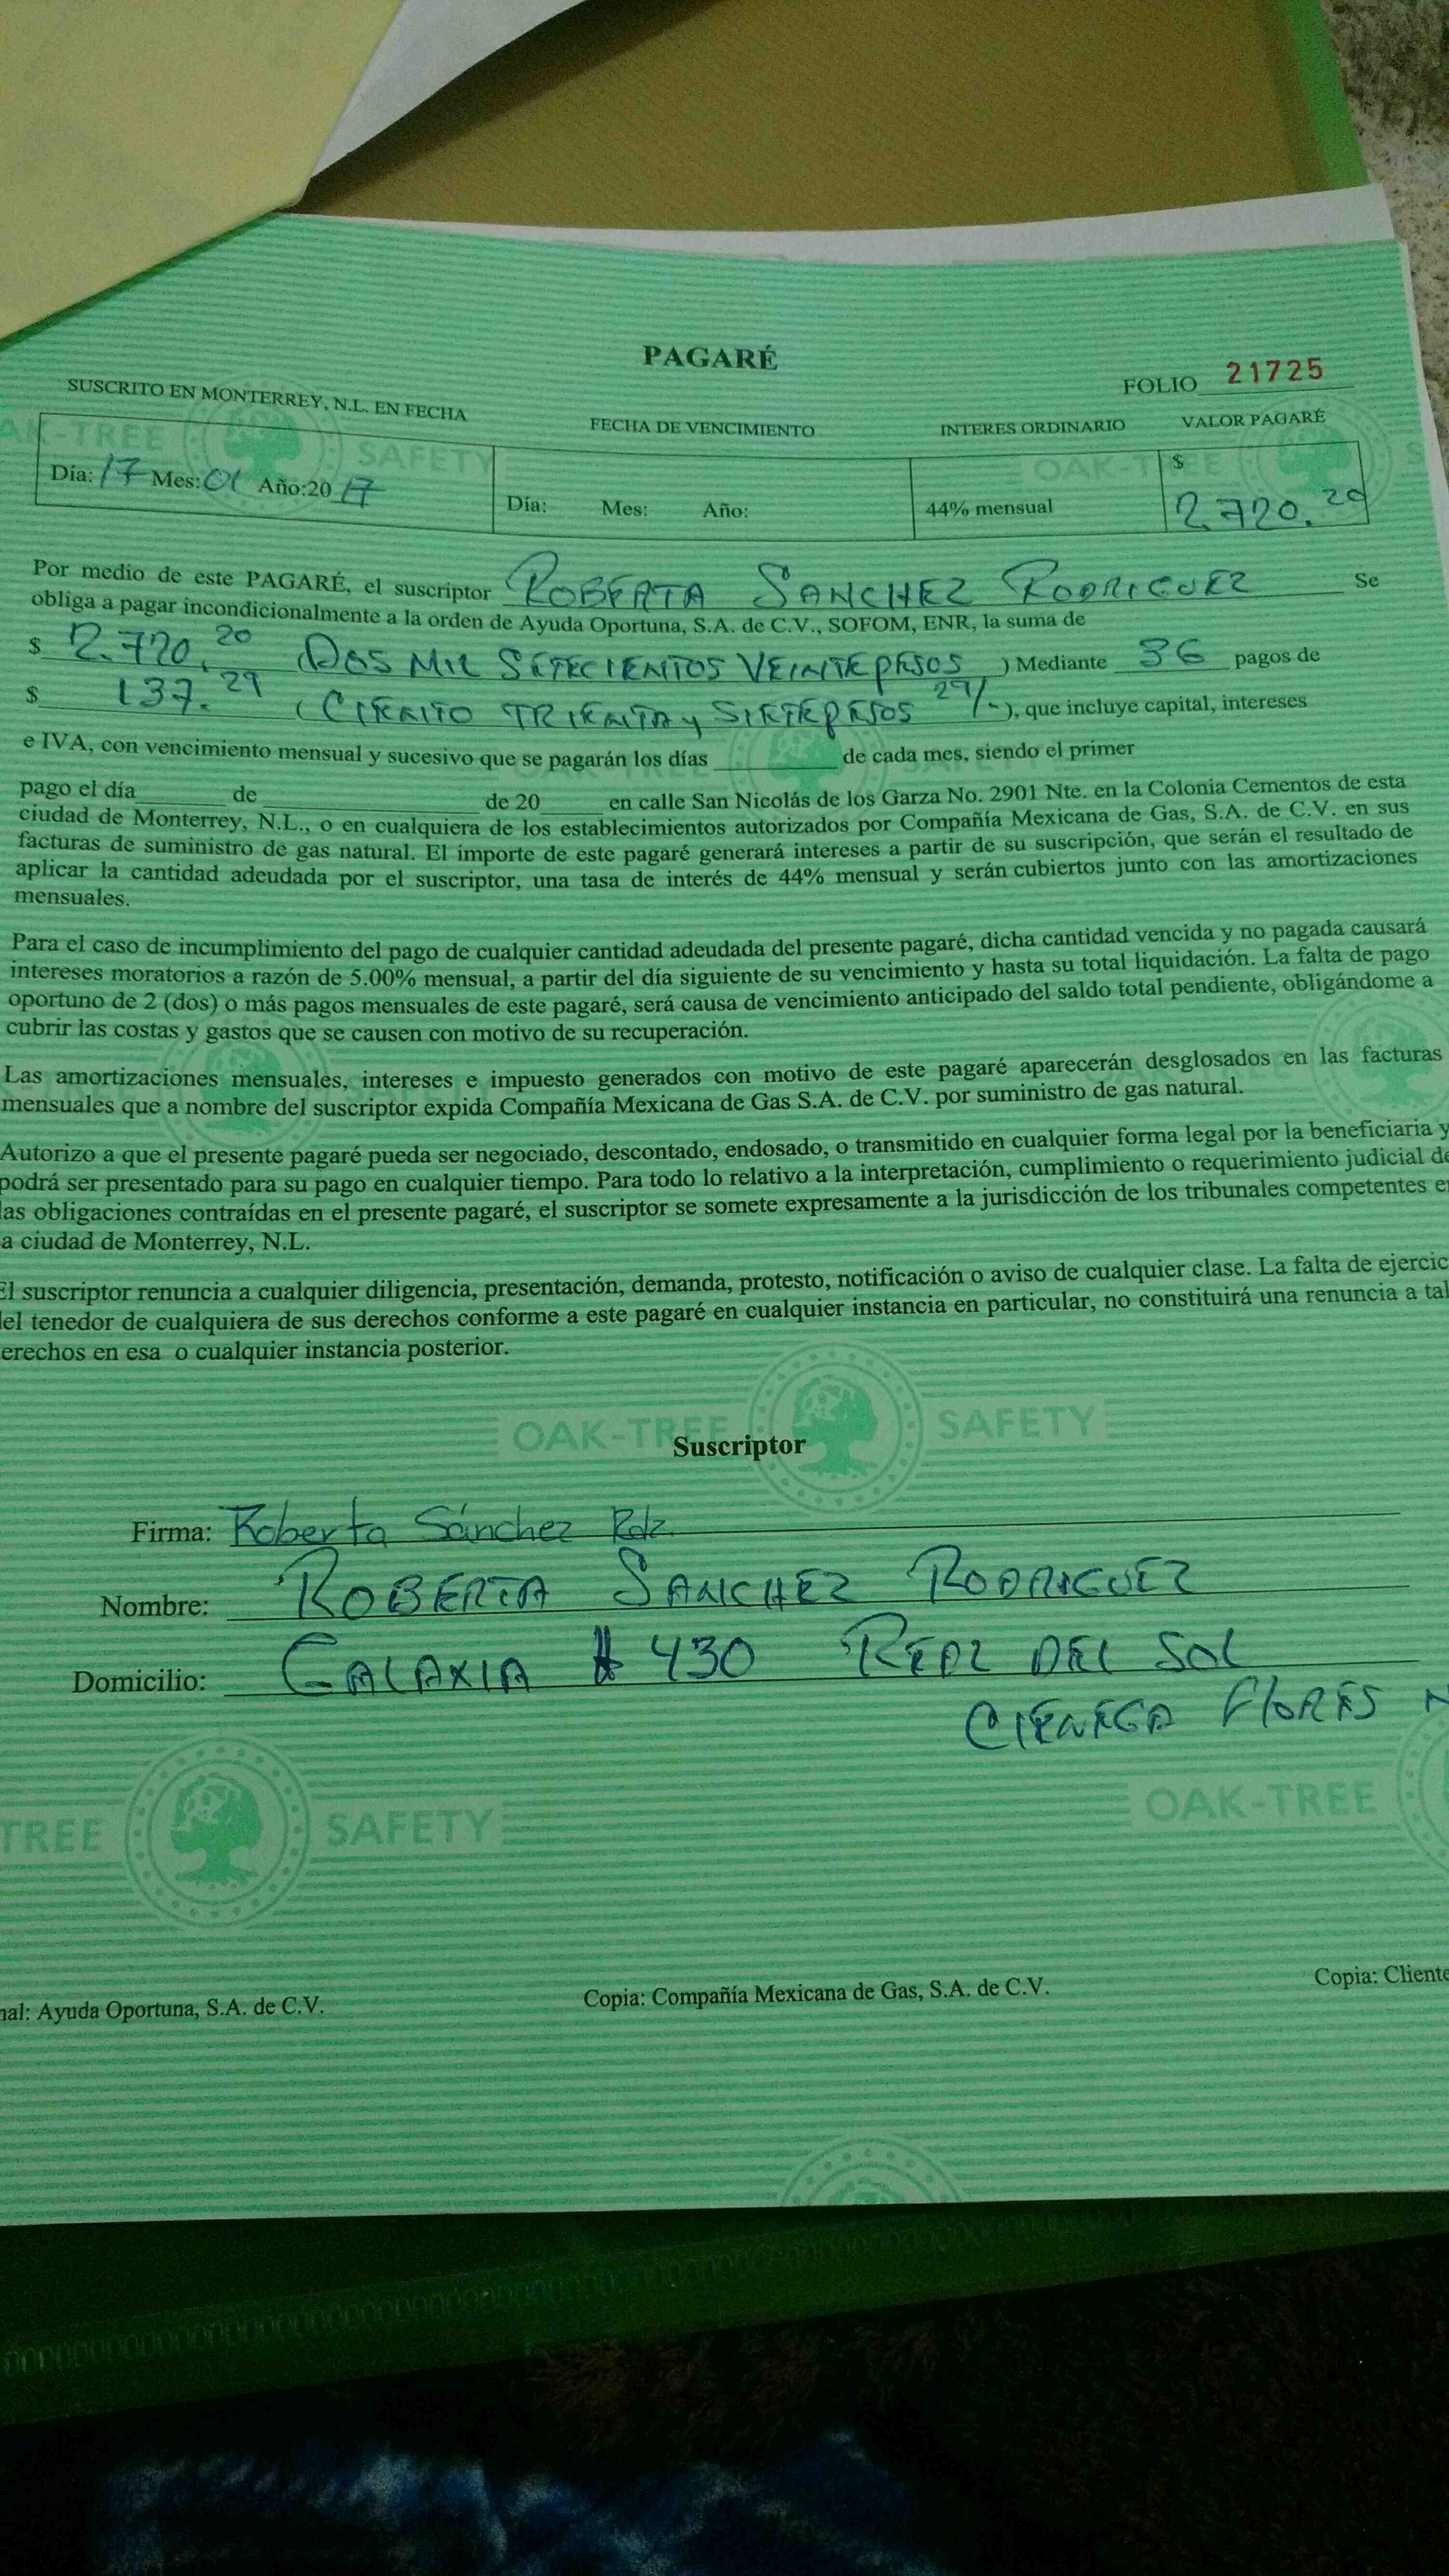 PAGARÉ
FOLIO 21725
SUSCRITO EN MONTERREY, N.L. EN FECHA FECHA DE VENCIMIENTO INTERES ORDINARIO VALOR PAGARÉ
Día: 17 Mes: 01 Año:20 17 Día: Mes: Año: 44% mensual $ 2.720.20
Por medio de este PAGARÉ, el suscriptor ROBERTA SANCHEZ RODRIGUEZ Se
obliga a pagar incondicionalmente a la orden de Ayuda Oportuna, S.A. de C.V., SOFOM, ENR, la suma de
$ 2.720.20 (DOS MIL SETECIENTOS VEINTE PESOS ) Mediante 36 pagos de
$ 137.29 (CIENTO TRIENTA y SIETE PESOS 29/-), que incluye capital, intereses
e IVA, con vencimiento mensual y sucesivo que se pagarán los días ________ de cada mes, siendo el primer
pago el día ______ de ____________ de 20 ____ en calle San Nicolás de los Garza No. 2901 Nte. en la Colonia Cementos de esta
ciudad de Monterrey, N.L., o en cualquiera de los establecimientos autorizados por Compañía Mexicana de Gas, S.A. de C.V. en sus
facturas de suministro de gas natural. El importe de este pagaré generará intereses a partir de su suscripción, que serán el resultado de
aplicar la cantidad adeudada por el suscriptor, una tasa de interés de 44% mensual y serán cubiertos junto con las amortizaciones
mensuales.
Para el caso de incumplimiento del pago de cualquier cantidad adeudada del presente pagaré, dicha cantidad vencida y no pagada causará
intereses moratorios a razón de 5.00% mensual, a partir del día siguiente de su vencimiento y hasta su total liquidación. La falta de pago
oportuno de 2 (dos) o más pagos mensuales de este pagaré, será causa de vencimiento anticipado del saldo total pendiente, obligándome a
cubrir las costas y gastos que se causen con motivo de su recuperación.
Las amortizaciones mensuales, intereses e impuesto generados con motivo de este pagaré aparecerán desglosados en las facturas
mensuales que a nombre del suscriptor expida Compañía Mexicana de Gas S.A. de C.V. por suministro de gas natural.
Autorizo a que el presente pagaré pueda ser negociado, descontado, endosado, o transmitido en cualquier forma legal por la beneficiaria y
podrá ser presentado para su pago en cualquier tiempo. Para todo lo relativo a la interpretación, cumplimiento o requerimiento judicial de
las obligaciones contraídas en el presente pagaré, el suscriptor se somete expresamente a la jurisdicción de los tribunales competentes e
a ciudad de Monterrey, N.L.
El suscriptor renuncia a cualquier diligencia, presentación, demanda, protesto, notificación o aviso de cualquier clase. La falta de ejercic
del tenedor de cualquiera de sus derechos conforme a este pagaré en cualquier instancia en particular, no constituirá una renuncia a tal
erechos en esa o cualquier instancia posterior.
OAK-TREE SAFETY
Suscriptor
Firma: Roberta Sánchez Rdz.
Nombre: ROBERTA SANCHEZ RODRIGUEZ
Domicilio: GALAXIA # 430 REAL DEL SOL
CIENEGA FLORES N
TREE SAFETY OAK-TREE
nal: Ayuda Oportuna, S.A. de C.V. Copia: Compañía Mexicana de Gas, S.A. de C.V. Copia: Cliente